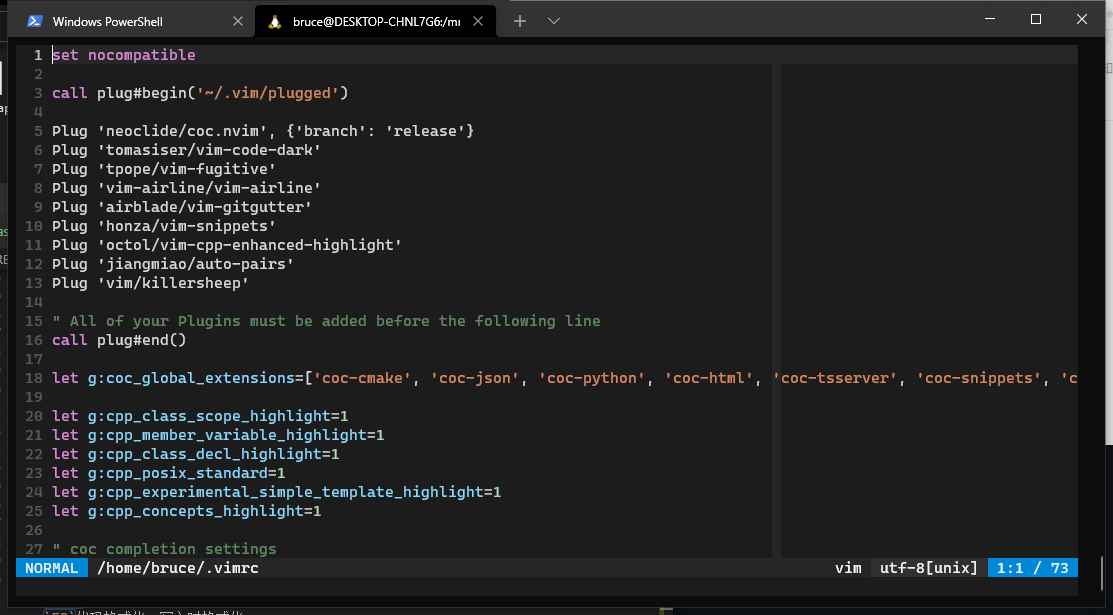 Windows PowerShell
bruce@DESKTOP-CHNL7G6:/mr
1 set nocompatible
2
3 call plug#begin('~/.vim/plugged')
4
5 Plug 'neoclide/coc.nvim', {'branch': 'release'}
6 Plug 'tomasiser/vim-code-dark'
7 Plug 'tpope/vim-fugitive'
8 Plug 'vim-airline/vim-airline'
9 Plug 'airblade/vim-gitgutter'
10 Plug 'honza/vim-snippets'
11 Plug 'octol/vim-cpp-enhanced-highlight'
12 Plug 'jiangmiao/auto-pairs'
13 Plug 'vim/killersheep'
14
15 " All of your Plugins must be added before the following line
16 call plug#end()
17
18 let g:coc_global_extensions=['coc-cmake', 'coc-json', 'coc-python', 'coc-html', 'coc-tsserver', 'coc-snippets', 'c
19
20 let g:cpp_class_scope_highlight=1
21 let g:cpp_member_variable_highlight=1
22 let g:cpp_class_decl_highlight=1
23 let g:cpp_posix_standard=1
24 let g:cpp_experimental_simple_template_highlight=1
25 let g:cpp_concepts_highlight=1
26
27 " coc completion settings
NORMAL /home/bruce/.vimrc vim utf-8[unix] 1:1 / 73